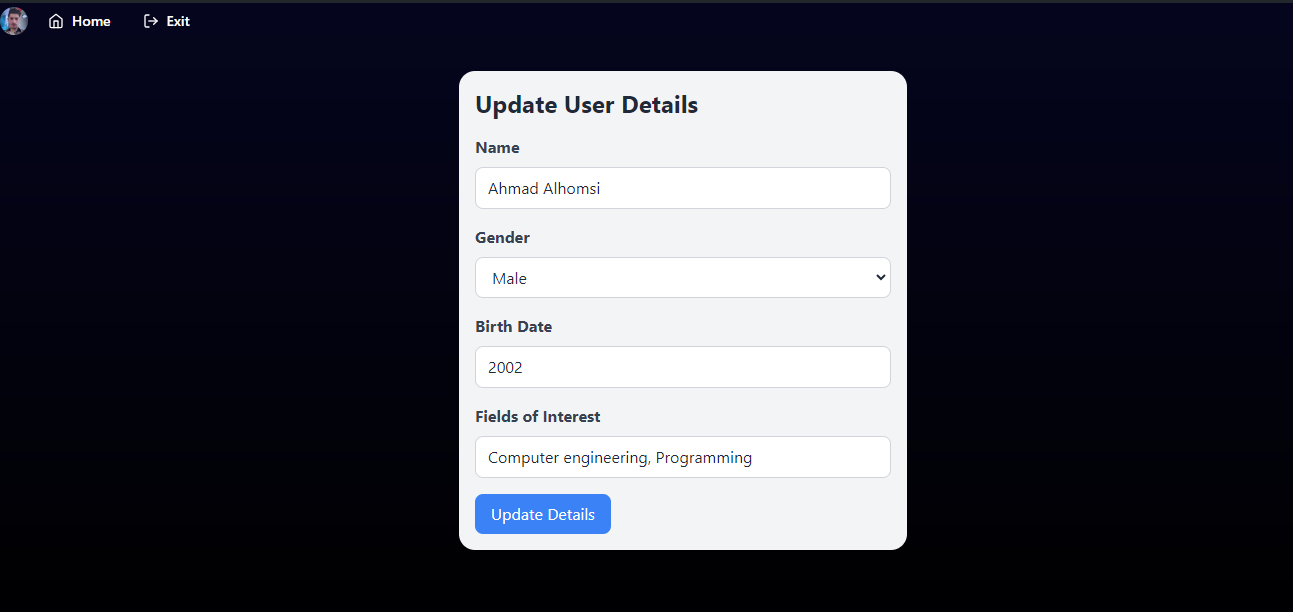 Home Exit
Update User Details
Name
Ahmad Alhomsi
Gender
Male
Birth Date
2002
Fields of Interest
Computer engineering, Programming
Update Details